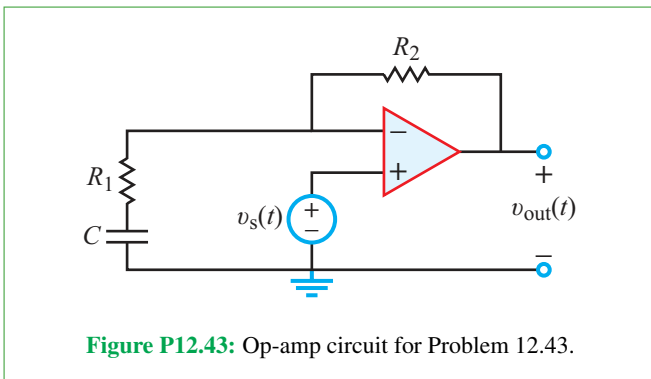 R2
−
R1
+
+
vs(t)
+
vout(t)
C
−
−
Figure P12.43: Op-amp circuit for Problem 12.43.